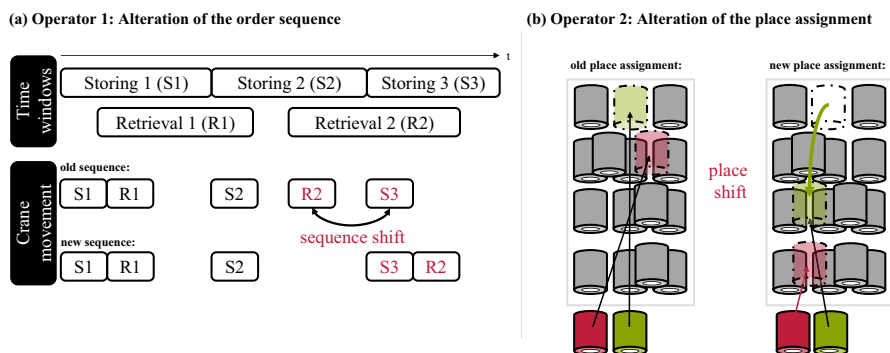 (a) Operator 1: Alteration of the order sequence
t
Time windows
Storing 1 (S1) Storing 2 (S2) Storing 3 (S3)
Retrieval 1 (R1) Retrieval 2 (R2)
Crane movement
old sequence:
S1 R1 S2 R2 S3
sequence shift
new sequence:
S1 R1 S2 S3 R2
(b) Operator 2: Alteration of the place assignment
old place assignment:
new place assignment:
place
shift